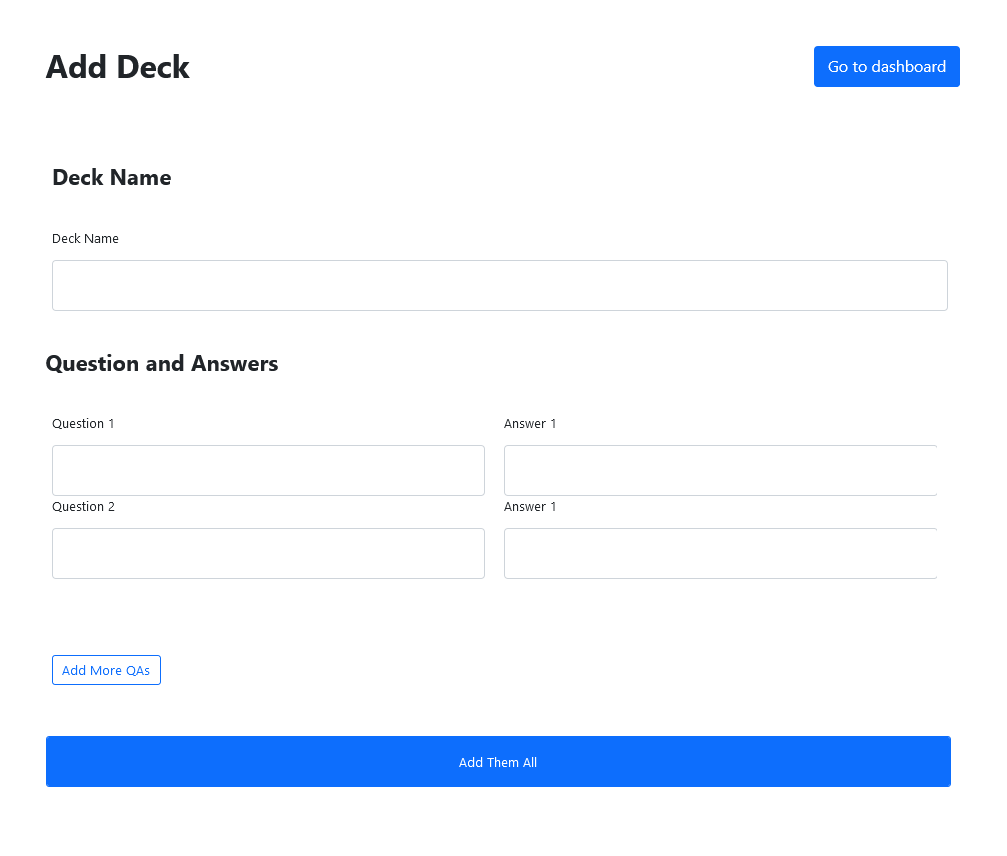 Add Deck
Go to dashboard
Deck Name
Deck Name
Question and Answers
Question 1
Answer 1
Question 2
Answer 1
Add More QAs
Add Them All